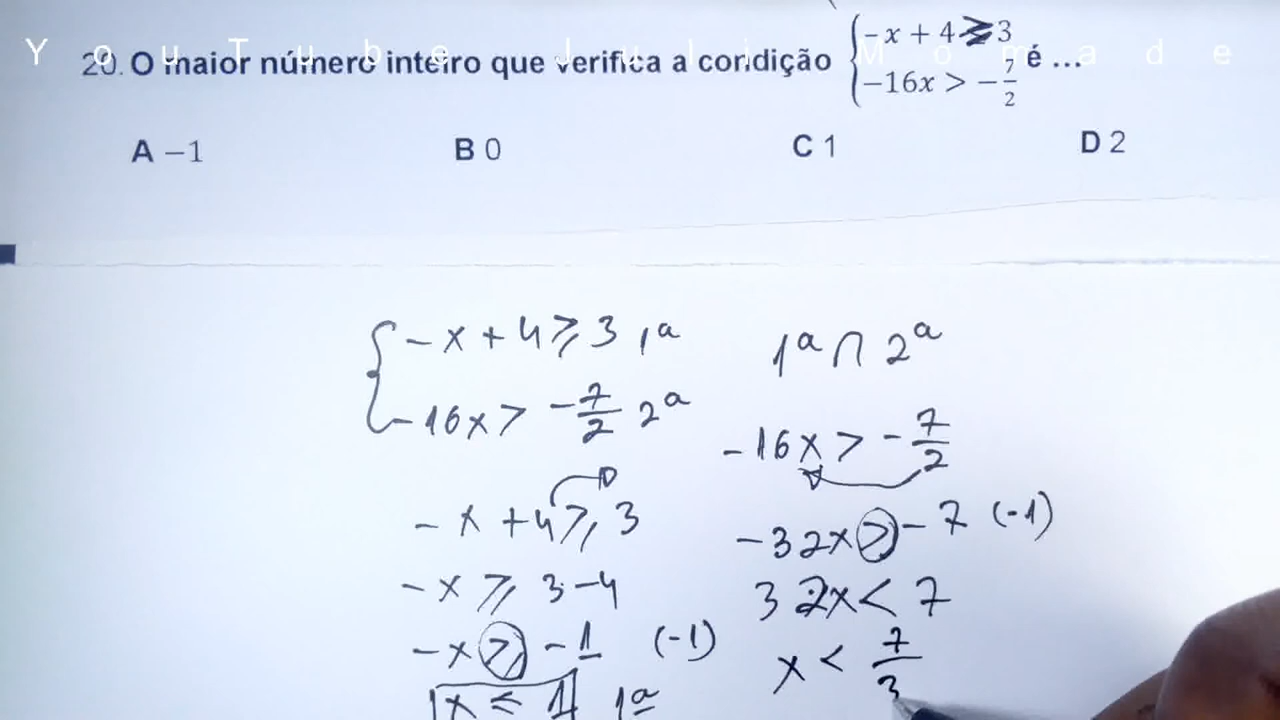 YouTube Julio Momade
20. O maior número inteiro que verifica a condição { -x + 4 ≥ 3
-16x > -7/2 é ...
A -1 B 0 C 1 D 2
{ -x + 4 ≥ 3 1ª
-16x > -7/2 2ª
-x + 4 ≥ 3
-x ≥ 3 - 4
-x ≥ -1 (-1)
x ≤ 1 1ª
1ª ∩ 2ª
-16x > -7/2
-32x > -7 (-1)
32x < 7
x < 7/3